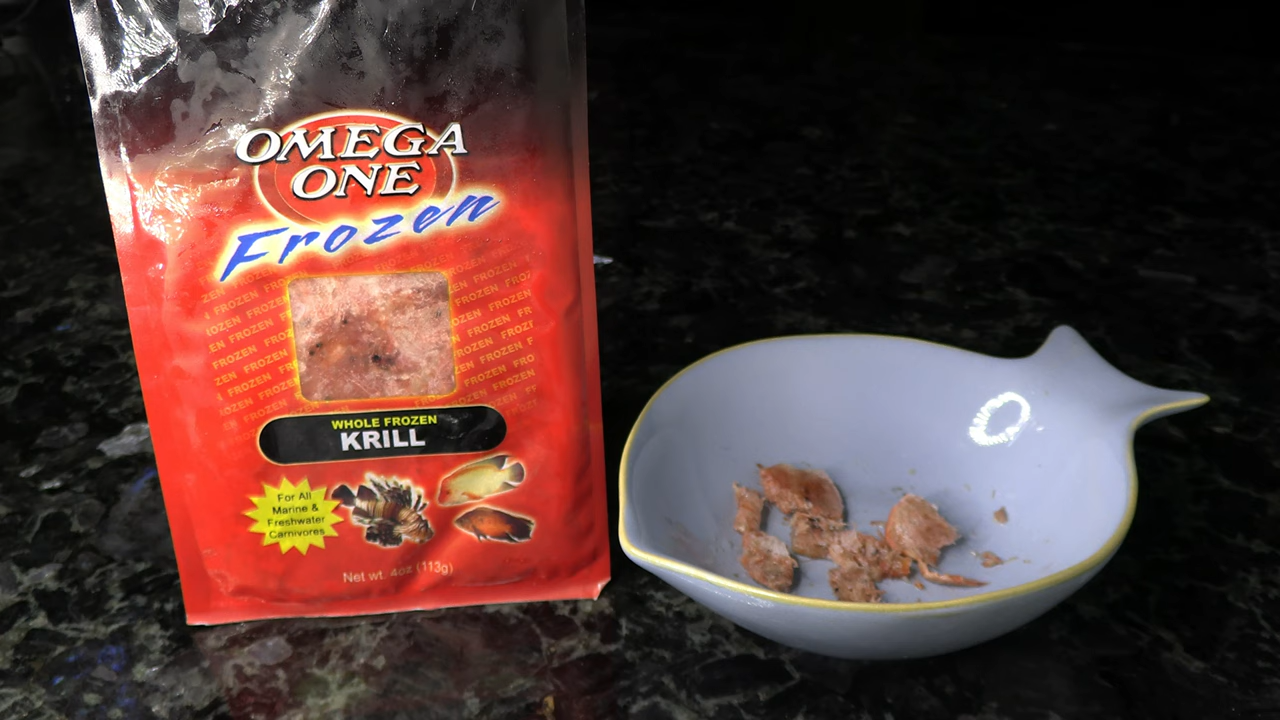 OMEGA
ONE
Frozen
WHOLE FROZEN
KRILL
For All
Marine &
Freshwater
Carnivores
Net wt. 4oz (113g)